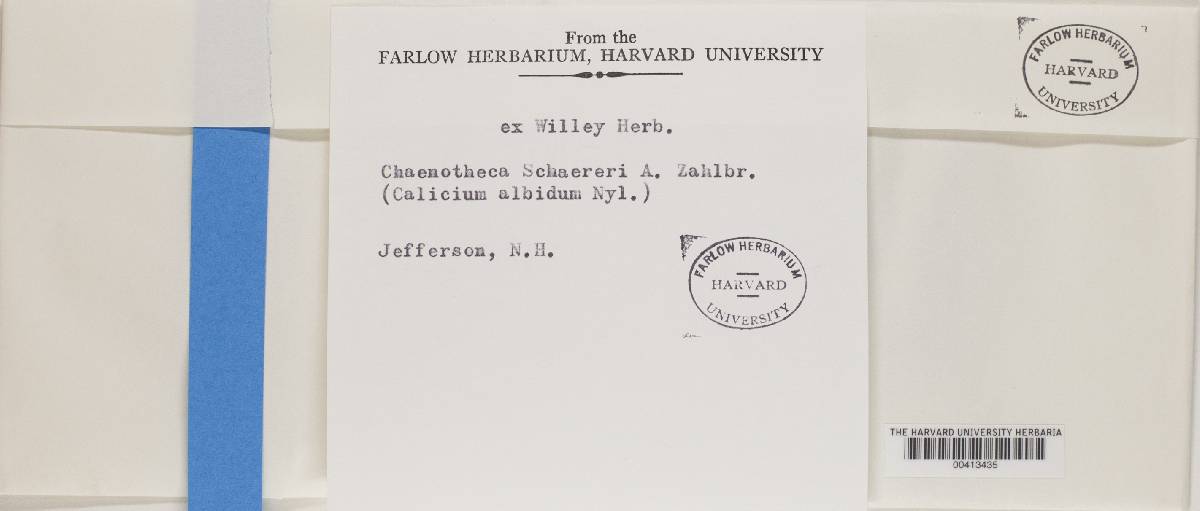 From the
FARLOW HERBARIUM, HARVARD UNIVERSITY
ex Willey Herb.
Chaenotheca Schaereri A. Zahlbr.
(Calicium albidum Nyl.)
Jefferson, N.H.
FARLOW HERBARIUM
HARVARD
UNIVERSITY
FARLOW HERBARIUM
HARVARD
UNIVERSITY
THE HARVARD UNIVERSITY HERBARIA
00413435